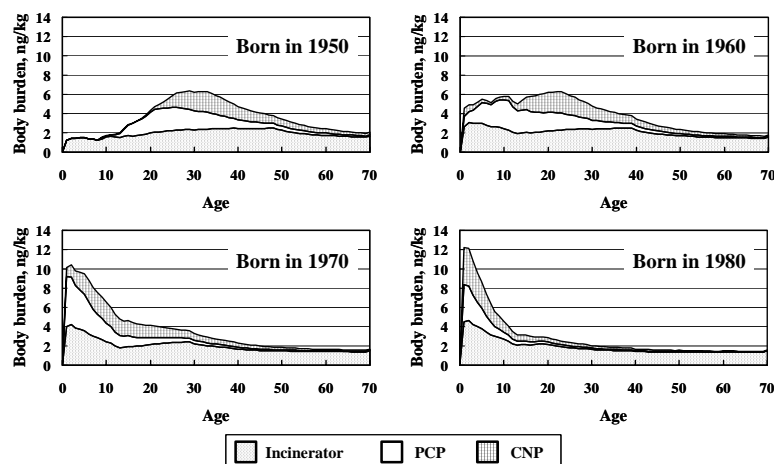 Born in 1950
Body burden, ng/kg
14
12
10
8
6
4
2
0
0 10 20 30 40 50 60 70
Age
Born in 1960
Body burden, ng/kg
14
12
10
8
6
4
2
0
0 10 20 30 40 50 60 70
Age
Born in 1970
Body burden, ng/kg
14
12
10
8
6
4
2
0
0 10 20 30 40 50 60 70
Age
Born in 1980
Body burden, ng/kg
14
12
10
8
6
4
2
0
0 10 20 30 40 50 60 70
Age
Incinerator PCP CNP